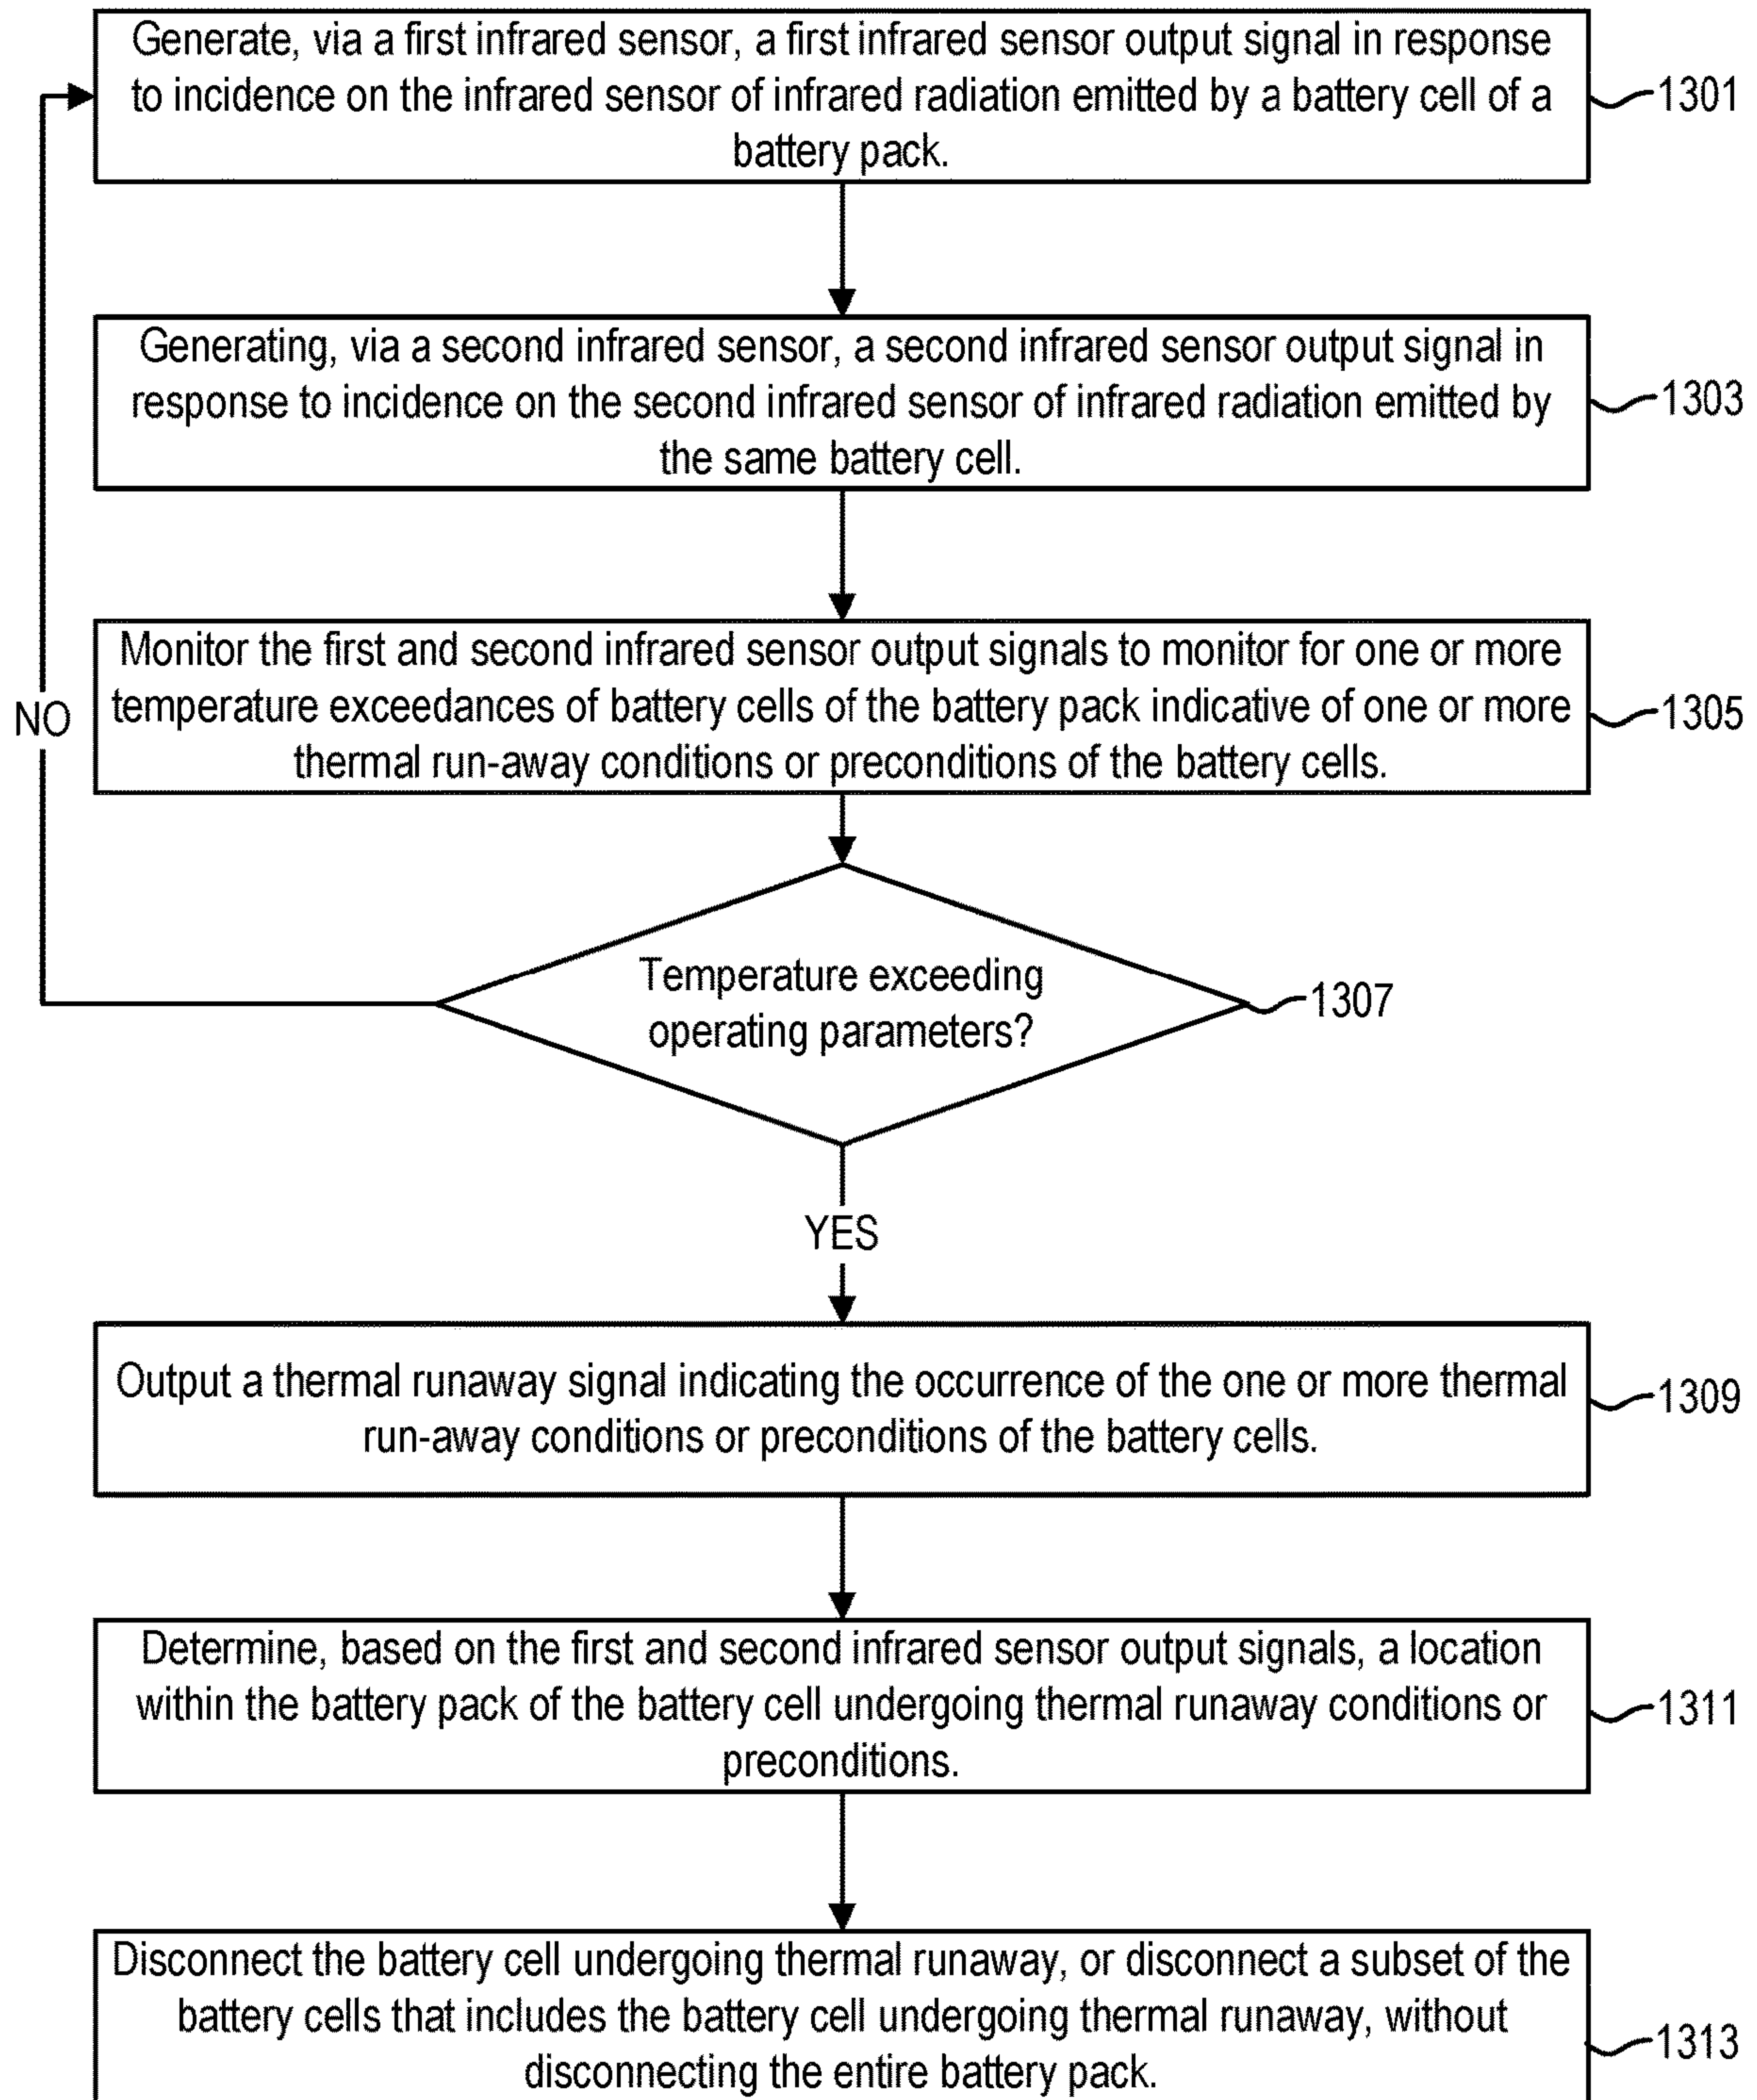 Generate, via a first infrared sensor, a first infrared sensor output signal in response
to incidence on the infrared sensor of infrared radiation emitted by a battery cell of a
battery pack.
1301
Generating, via a second infrared sensor, a second infrared sensor output signal in
response to incidence on the second infrared sensor of infrared radiation emitted by
the same battery cell.
1303
Monitor the first and second infrared sensor output signals to monitor for one or more
temperature exceedances of battery cells of the battery pack indicative of one or more
thermal run-away conditions or preconditions of the battery cells.
1305
NO
Temperature exceeding
operating parameters?
1307
YES
Output a thermal runaway signal indicating the occurrence of the one or more thermal
run-away conditions or preconditions of the battery cells.
1309
Determine, based on the first and second infrared sensor output signals, a location
within the battery pack of the battery cell undergoing thermal runaway conditions or
preconditions.
1311
Disconnect the battery cell undergoing thermal runaway, or disconnect a subset of the
battery cells that includes the battery cell undergoing thermal runaway, without
disconnecting the entire battery pack.
1313